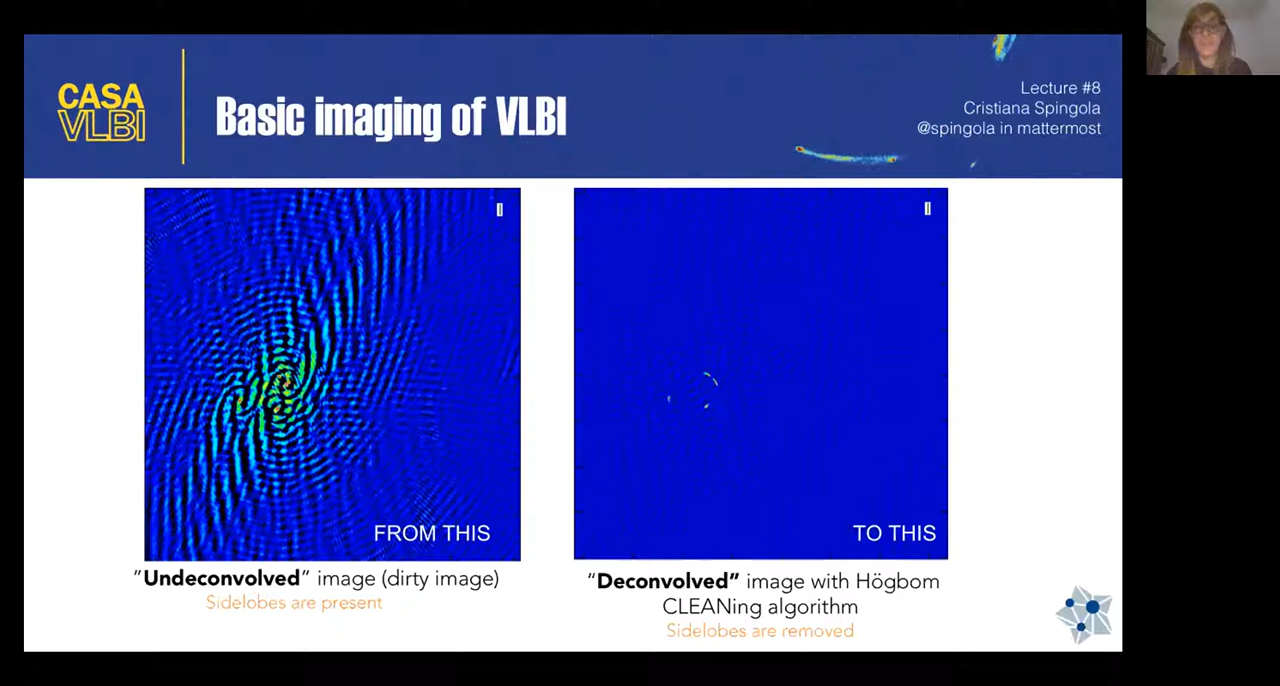 CASA
VLBI
Basic imaging of VLBI
Lecture #8
Cristiana Spingola
@spingola in mattermost
I
FROM THIS
I
TO THIS
”Undeconvolved” image (dirty image)
Sidelobes are present
“Deconvolved” image with Högbom
CLEANing algorithm
Sidelobes are removed